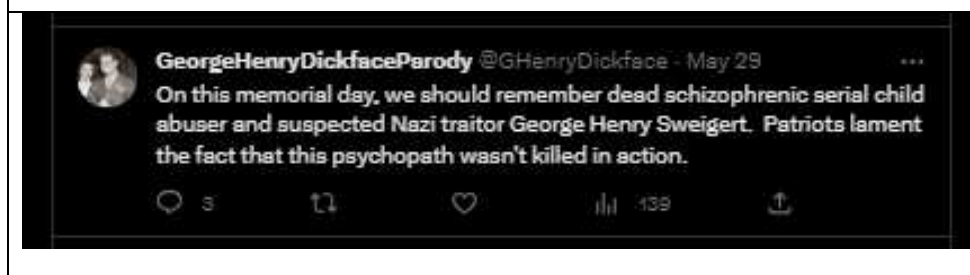 GeorgeHenryDickfaceParody @GHenryDickface · May 29
On this memorial day, we should remember dead schizophrenic serial child
abuser and suspected Nazi traitor George Henry Sweigert.  Patriots lament
the fact that this psychopath wasn't killed in action.
3 139